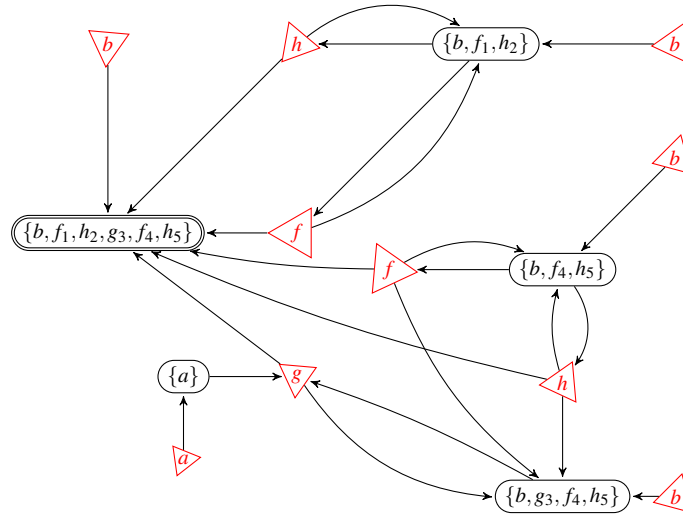 b
h
{b, f₁, h₂}
b
b
{b, f₁, h₂, g₃, f₄, h₅}
f
f
{b, f₄, h₅}
{a}
g
h
a
{b, g₃, f₄, h₅}
b